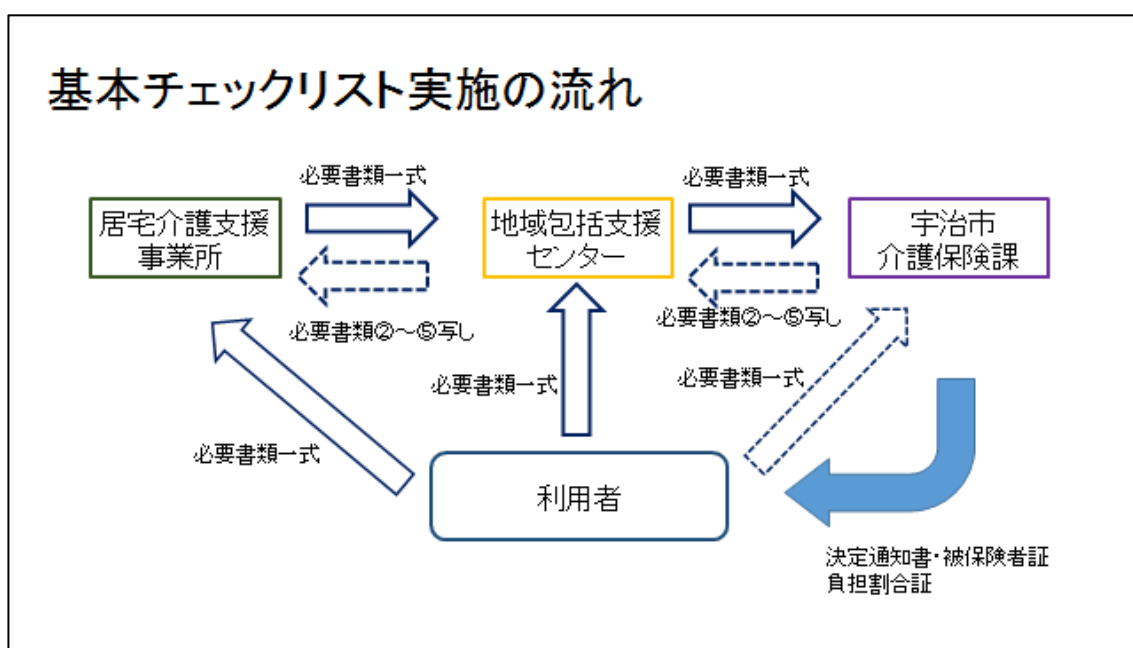 基本チェックリスト実施の流れ
必要書類一式
必要書類一式
居宅介護支援
事業所
地域包括支援
センター
宇治市
介護保険課
必要書類②～⑤写し
必要書類②～⑤写し
必要書類一式
必要書類一式
必要書類一式
利用者
決定通知書・被保険者証
負担割合証